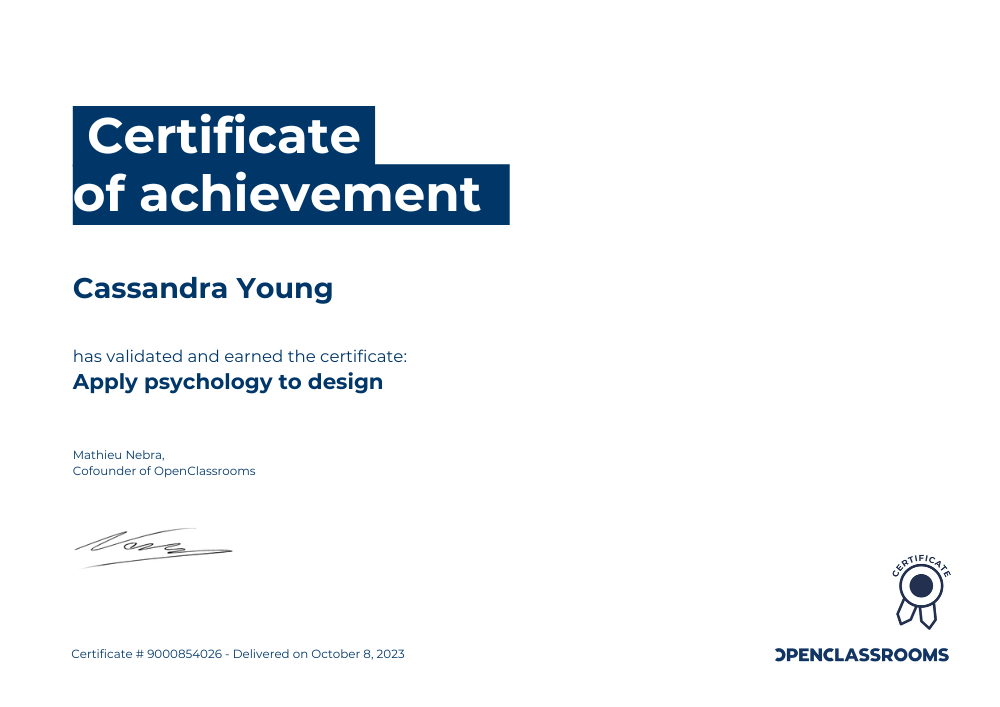 Certificate
of achievement
Cassandra Young
has validated and earned the certificate:
Apply psychology to design
Mathieu Nebra,
Cofounder of OpenClassrooms
CERTIFICATE
Certificate # 9000854026 - Delivered on October 8, 2023
OPENCLASSROOMS